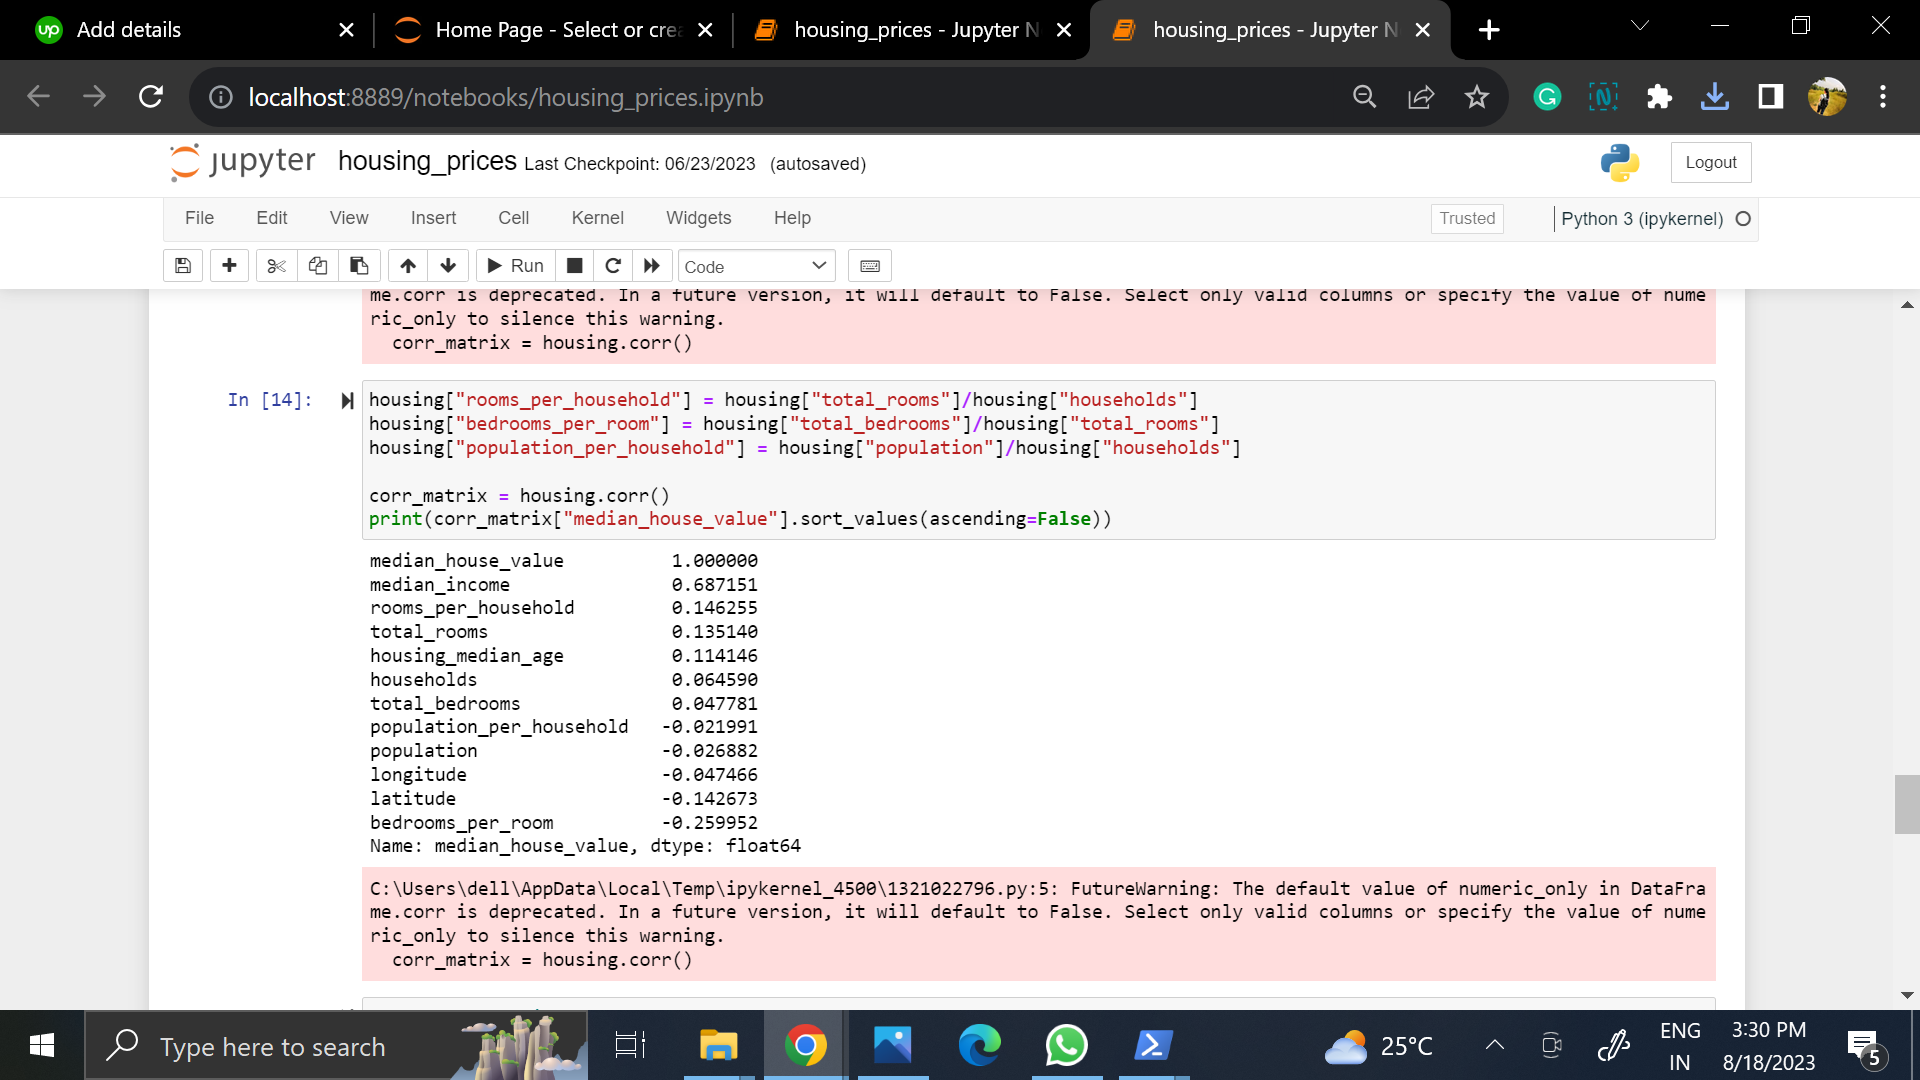 Add details
Home Page - Select or crea
housing_prices - Jupyter N
housing_prices - Jupyter N
localhost:8889/notebooks/housing_prices.ipynb
jupyter housing_prices Last Checkpoint: 06/23/2023 (autosaved)
Logout
File Edit View Insert Cell Kernel Widgets Help
Trusted
Python 3 (ipykernel)
Run
Code
me.corr is deprecated. In a future version, it will default to False. Select only valid columns or specify the value of nume
ric_only to silence this warning.
corr_matrix = housing.corr()
In [14]:
housing["rooms_per_household"] = housing["total_rooms"]/housing["households"]
housing["bedrooms_per_room"] = housing["total_bedrooms"]/housing["total_rooms"]
housing["population_per_household"] = housing["population"]/housing["households"]
corr_matrix = housing.corr()
print(corr_matrix["median_house_value"].sort_values(ascending=False))
median_house_value 1.000000
median_income 0.687151
rooms_per_household 0.146255
total_rooms 0.135140
housing_median_age 0.114146
households 0.064590
total_bedrooms 0.047781
population_per_household -0.021991
population -0.026882
longitude -0.047466
latitude -0.142673
bedrooms_per_room -0.259952
Name: median_house_value, dtype: float64
C:\Users\dell\AppData\Local\Temp\ipykernel_4500\1321022796.py:5: FutureWarning: The default value of numeric_only in DataFra
me.corr is deprecated. In a future version, it will default to False. Select only valid columns or specify the value of nume
ric_only to silence this warning.
corr_matrix = housing.corr()
Type here to search
25°C
ENG
IN
3:30 PM
8/18/2023
5